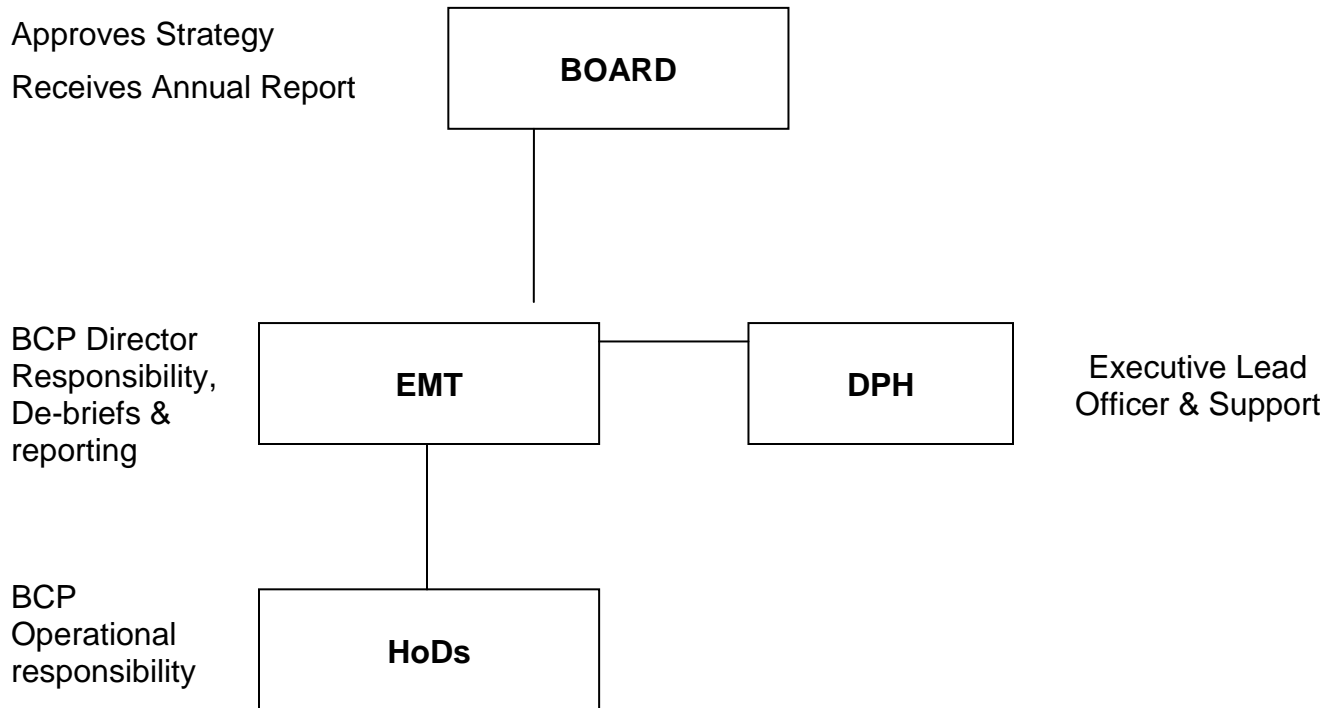 Approves Strategy
Receives Annual Report
BOARD
BCP Director
Responsibility,
De-briefs &
reporting
EMT
DPH
Executive Lead
Officer & Support
BCP
Operational
responsibility
HoDs